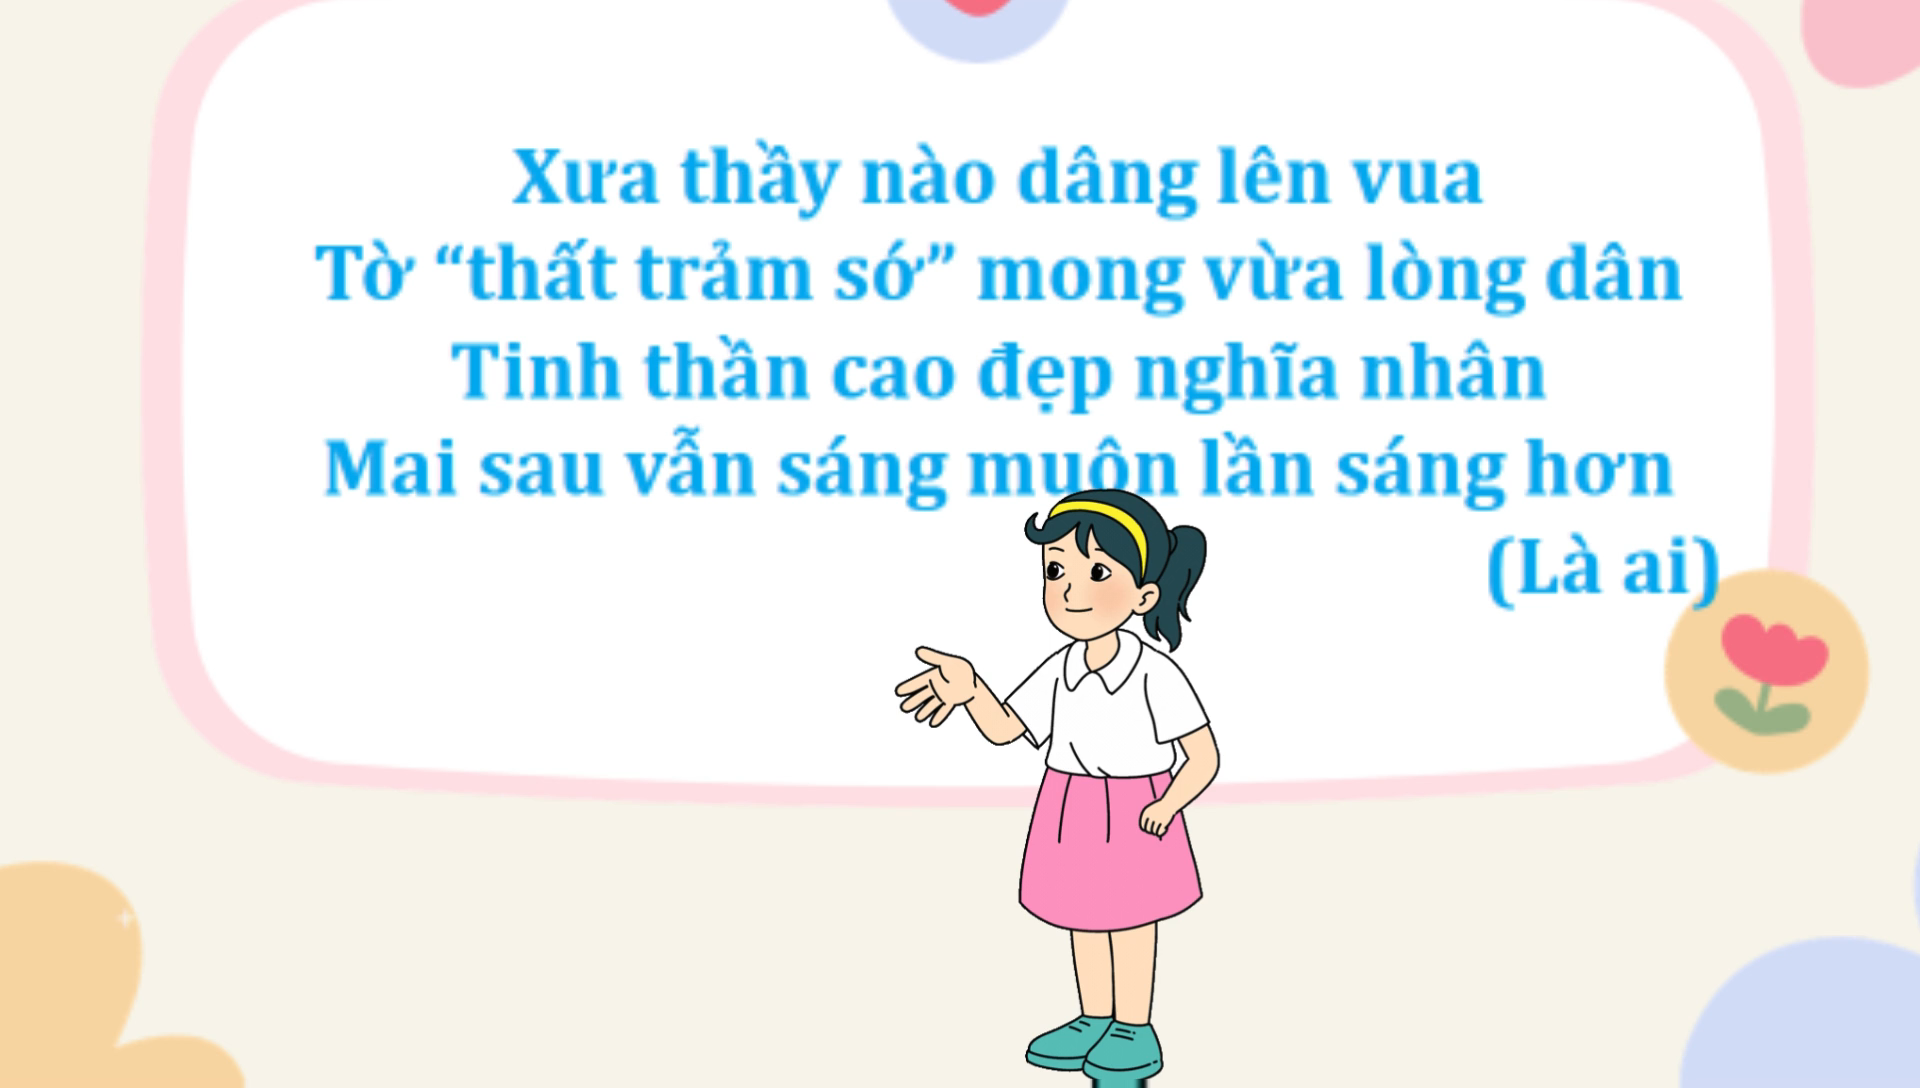 Xưa thầy nào dâng lên vua
Tờ “thất trảm sớ” mong vừa lòng dân
Tinh thần cao đẹp nghĩa nhân
Mai sau vẫn sáng muôn lần sáng hơn
(Là ai)